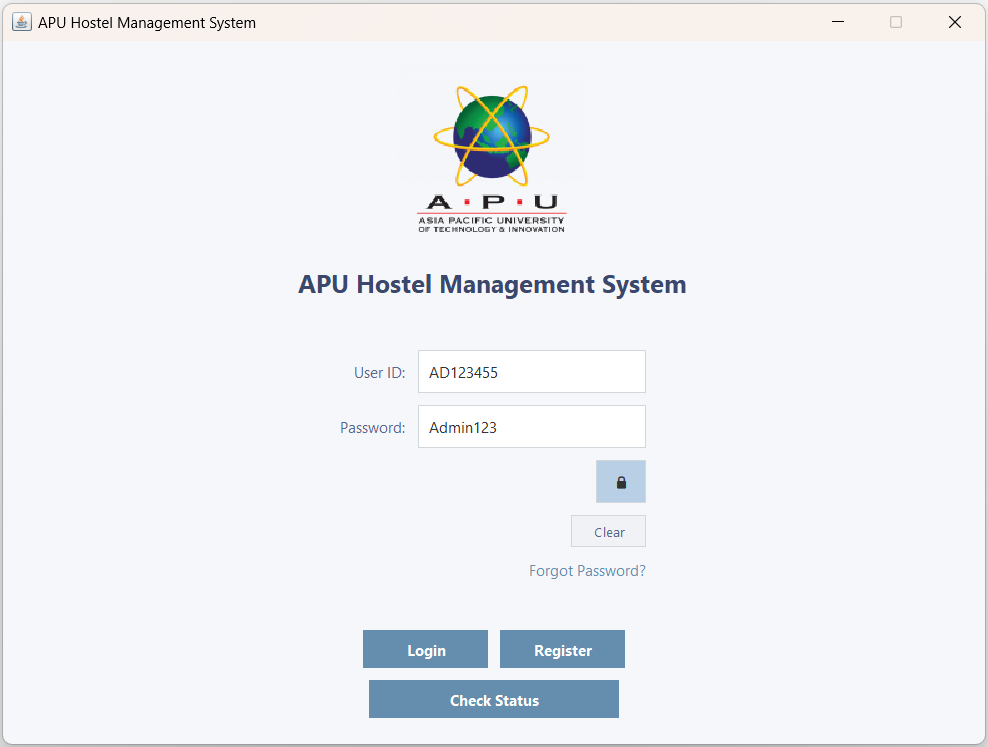 APU Hostel Management System
A·P·U
ASIA PACIFIC UNIVERSITY
OF TECHNOLOGY & INNOVATION
APU Hostel Management System
User ID: AD123455
Password: Admin123
Clear
Forgot Password?
Login Register
Check Status